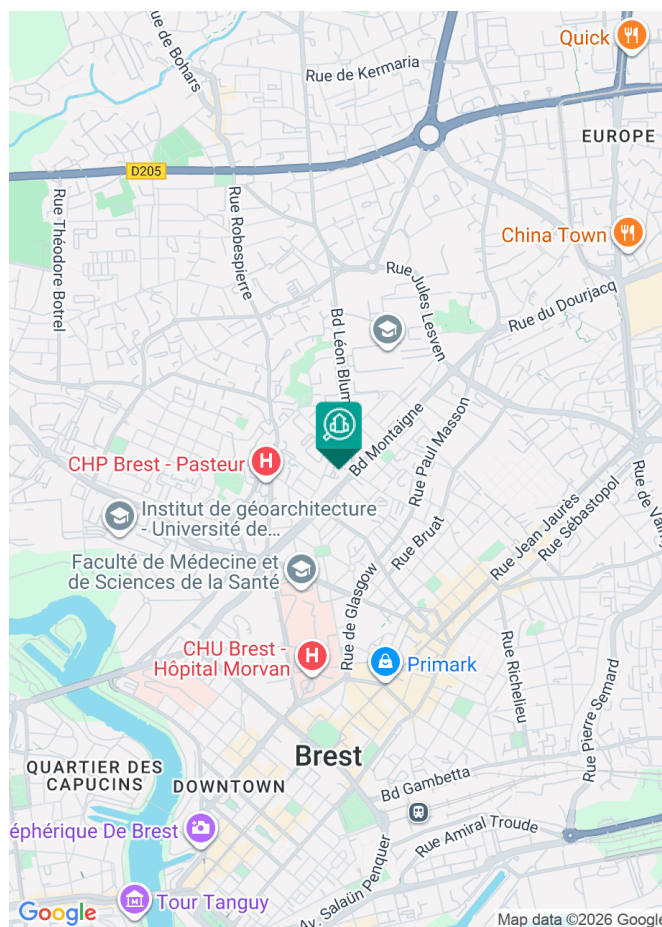 Quick
Rue de Bohars
Rue de Kermaria
EUROPE
D205
Rue Théodore Botrel
Rue Robespierre
China Town
Rue Jules Lesven
Rue du Dourjacq
Bd Léon Blum
Bd Montaigne
Rue Paul Masson
CHP Brest - Pasteur
H
Institut de géoarchitecture
- Université de...
Rue Jean Jaurès
Rue Sébastopol
Rue de Vain
Rue Bruat
Faculté de Médecine et
de Sciences de la Santé
Rue de Glasgow
CHU Brest -
Hôpital Morvan
H
Primark
Rue Richelieu
Rue Pierre Semard
Brest
QUARTIER DES
CAPUCINS
DOWNTOWN
Bd Gambetta
éphérique De Brest
Rue Amiral Troude
Av. Salaün Penquer
Tour Tanguy
Google
Map data ©2026 Google